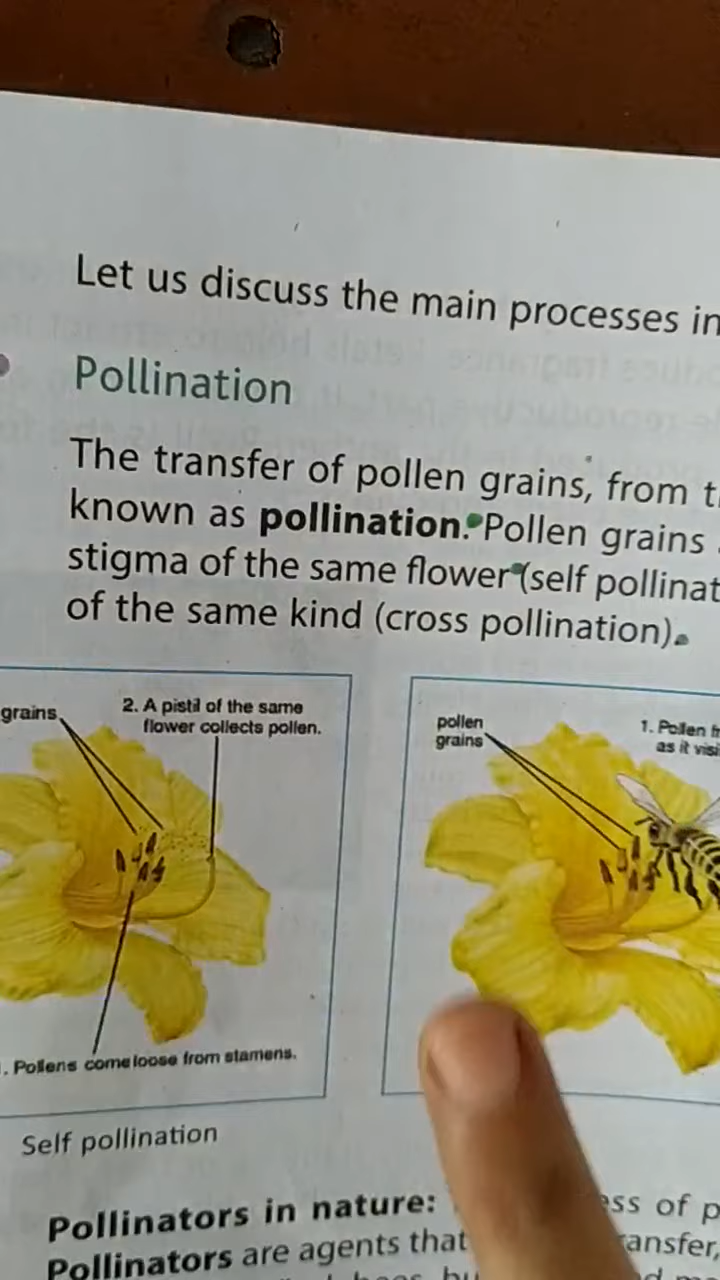 Let us discuss the main processes in
Pollination
The transfer of pollen grains, from
known as pollination. Pollen grains
stigma of the same flower (self pollinat
of the same kind (cross pollination).
grains
2. A pistil of the same
flower collects pollen.
1. Pollens come loose from stamens.
Self pollination
pollen
grains
1. Pollen
as it visi
Pollinators in nature: ess of p
Pollinators are agents that ansfer,